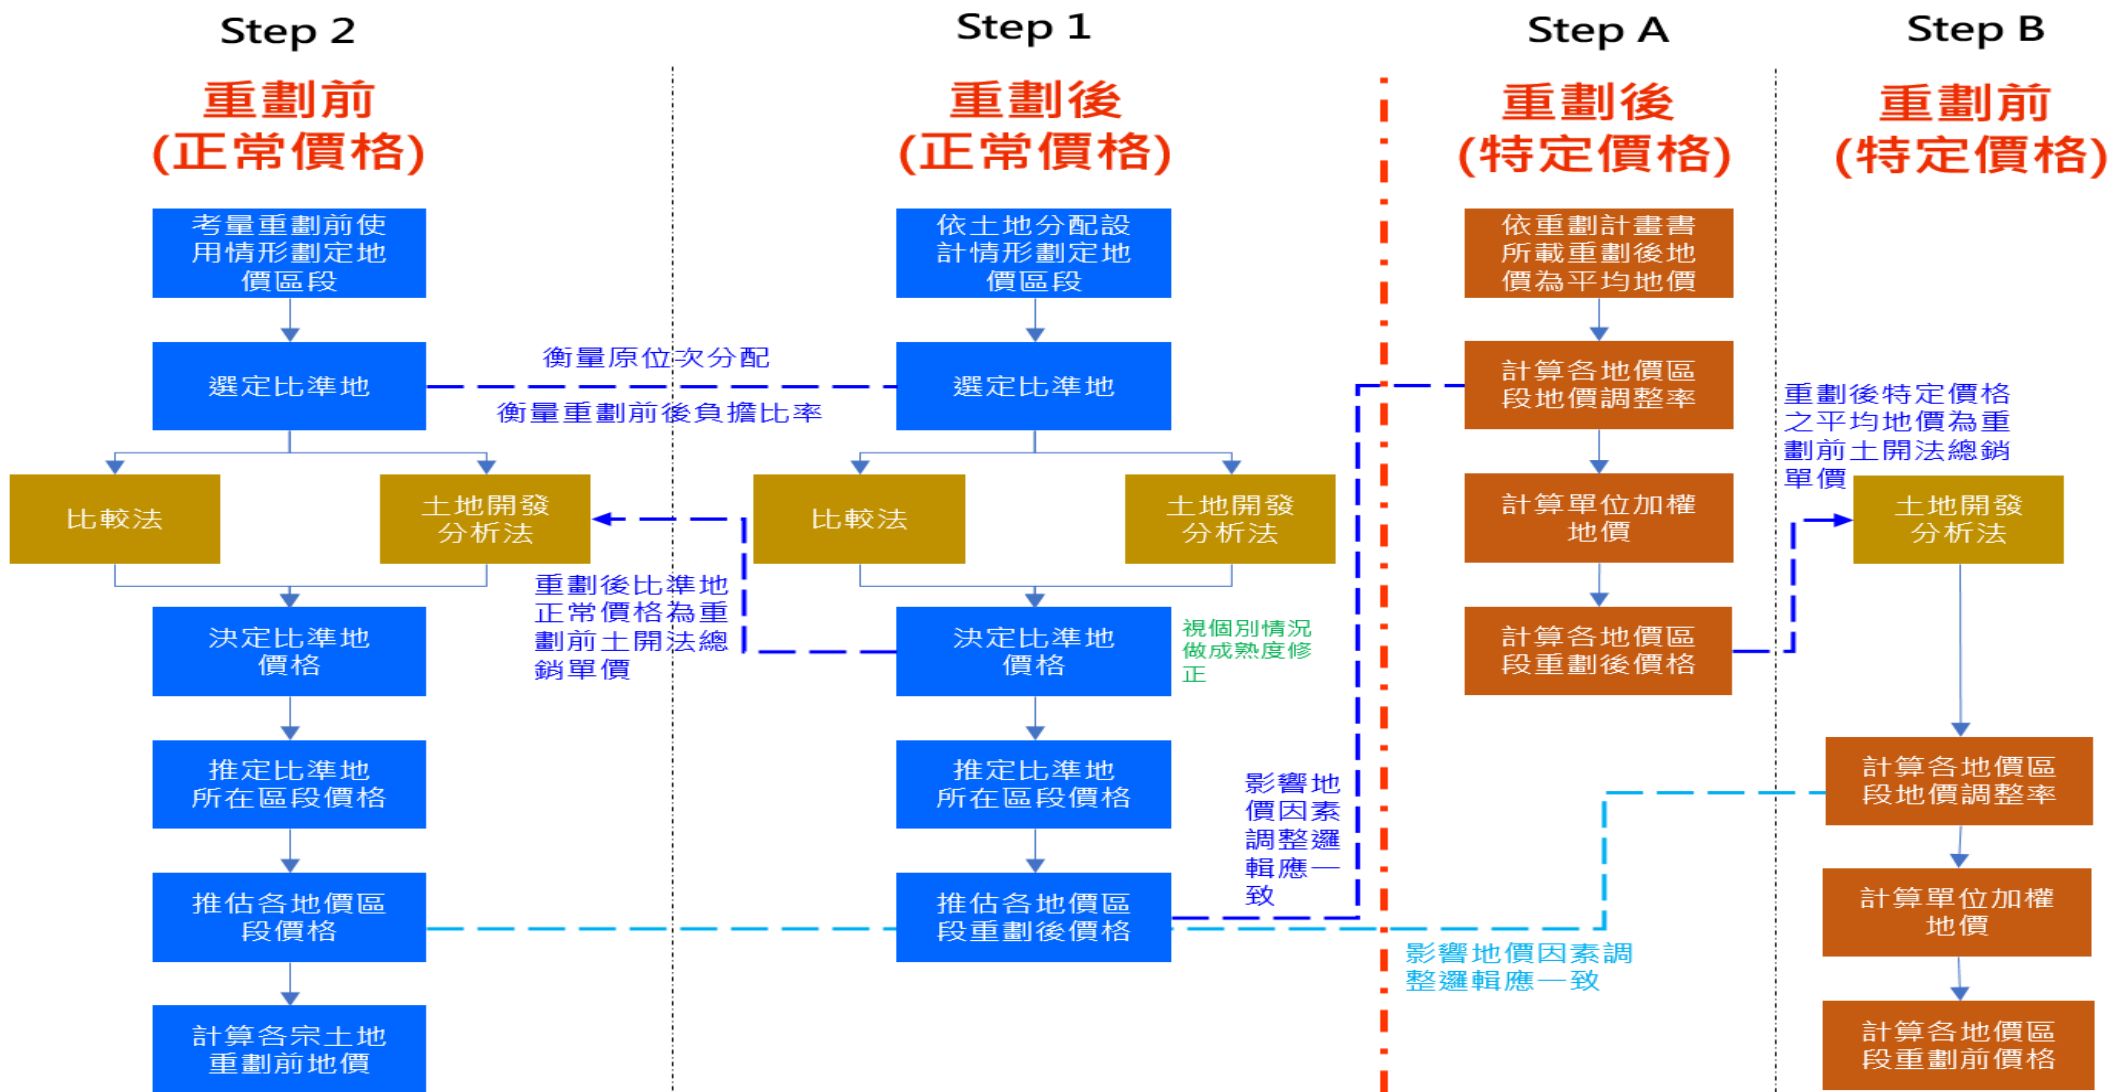 Step 2
重劃前
(正常價格)
考量重劃前使
用情形劃定地
價區段
選定比準地
比較法
土地開發
分析法
決定比準地
價格
推定比準地
所在區段價格
推估各地價區
段價格
計算各宗土地
重劃前地價
衡量原位次分配
衡量重劃前後負擔比率
重劃後比準地
正常價格為重
劃前土開法總
銷單價
Step 1
重劃後
(正常價格)
依土地分配設
計情形劃定地
價區段
選定比準地
比較法
土地開發
分析法
決定比準地
價格
視個別情況
做成熟度修
正
推定比準地
所在區段價格
推估各地價區
段重劃後價格
影響地
價因素
調整邏
輯應一
致
Step A
重劃後
(特定價格)
依重劃計畫書
所載重劃後地
價為平均地價
計算各地價區
段地價調整率
計算單位加權
地價
計算各地價區
段重劃後價格
影響地價因素調
整邏輯應一致
Step B
重劃前
(特定價格)
重劃後特定價格
之平均地價為重
劃前土開法總銷
單價
土地開發
分析法
計算各地價區
段地價調整率
計算單位加權
地價
計算各地價區
段重劃前價格